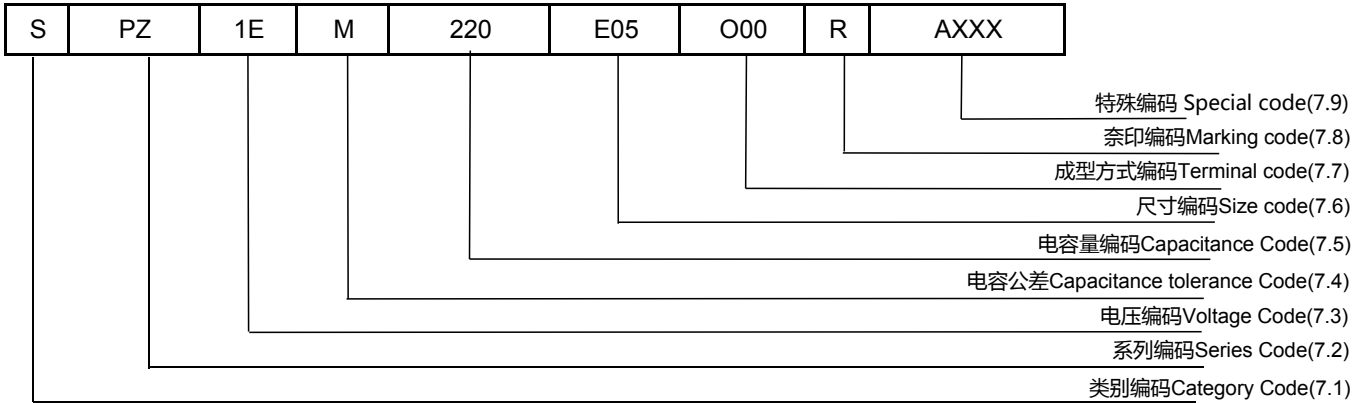 S PZ 1E M 220 E05 O00 R AXXX
特殊编码 Special code(7.9)
奈印编码Marking code(7.8)
成型方式编码Terminal code(7.7)
尺寸编码Size code(7.6)
电容量编码Capacitance Code(7.5)
电容公差Capacitance tolerance Code(7.4)
电压编码Voltage Code(7.3)
系列编码Series Code(7.2)
类别编码Category Code(7.1)